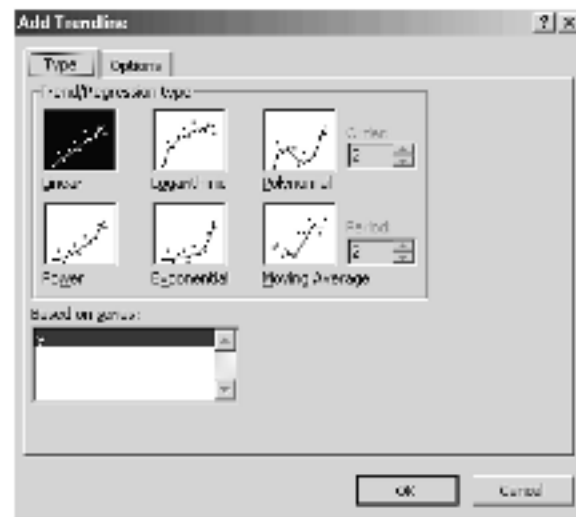 Add Trendline
Type Options
Trend/Regression type
Linear Logarithmic Polynomial Order:
2
Power Exponential Moving Average Period:
2
Based on series:
OK Cancel